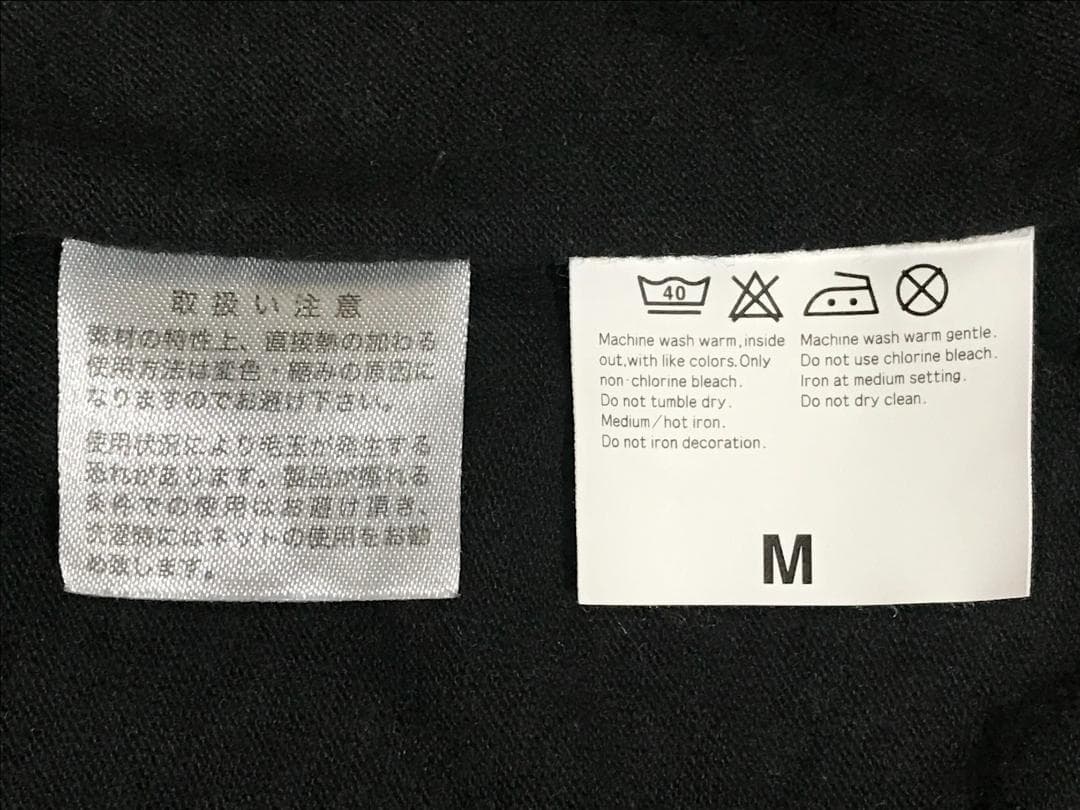 取扱い注意
素材の特性上、直接熱の加わる
使用方法は変色・縮みの原因に
なりますのでお避け下さい。
使用状況により毛玉が発生する
恐れがあります。製品が擦れる
条件での使用はお避け頂き、
洗濯時にはネットの使用をお勧
め致します。
40
Machine wash warm, inside
out, with like colors. Only
non-chlorine bleach.
Do not tumble dry.
Medium/hot iron.
Do not iron decoration.
Machine wash warm gentle.
Do not use chlorine bleach.
Iron at medium setting.
Do not dry clean.
M